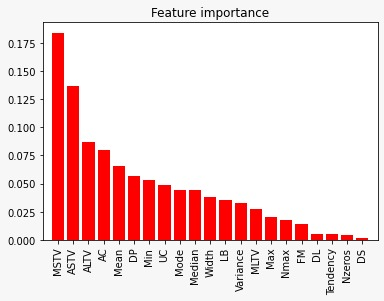 Feature importance
0.175
0.150
0.125
0.100
0.075
0.050
0.025
0.000
MSTV
ASTV
ALTV
AC
Mean
DP
Min
UC
Mode
Median
Width
LB
Variance
MLTV
Max
Nmax
FM
DL
Tendency
Nzeros
DS